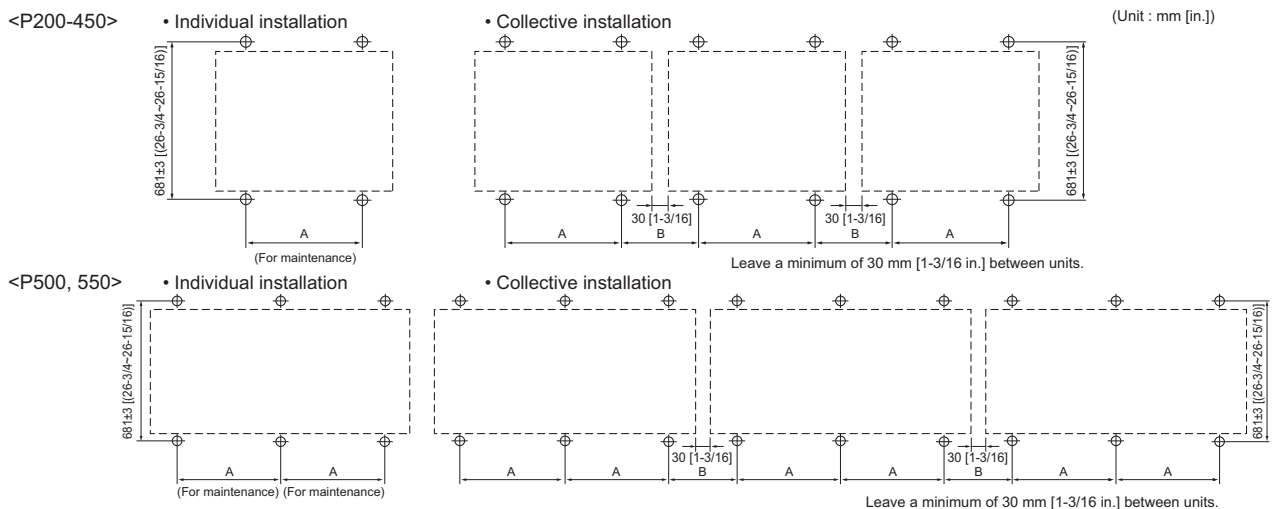 <P200-450>
• Individual installation
• Collective installation
(Unit : mm [in.])
681±3 [(26-3/4~26-15/16)]
681±3 [(26-3/4~26-15/16)]
30 [1-3/16]
30 [1-3/16]
A
A
B
A
B
A
(For maintenance)
Leave a minimum of 30 mm [1-3/16 in.] between units.
<P500, 550>
• Individual installation
• Collective installation
681±3 [(26-3/4~26-15/16)]
681±3 [(26-3/4~26-15/16)]
30 [1-3/16]
30 [1-3/16]
A
A
A
A
B
A
A
B
A
A
(For maintenance) (For maintenance)
Leave a minimum of 30 mm [1-3/16 in.] between units.